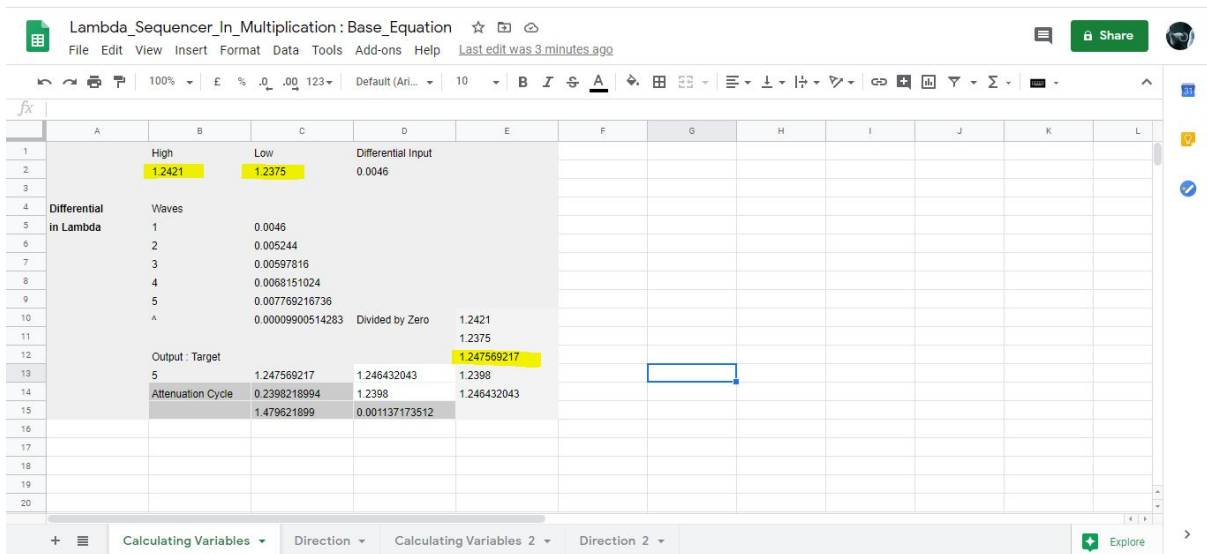 Lambda_Sequencer_In_Multiplication : Base_Equation
File Edit View Insert Format Data Tools Add-ons Help Last edit was 3 minutes ago
Share
100% £ % .0 .00 123 Default (Ari... 10 B I S A
31
fx
A B C D E F G H I J K L
1 High Low Differential Input
2 1.2421 1.2375 0.0046
3
4 Differential Waves
5 in Lambda 1 0.0046
6 2 0.005244
7 3 0.00597816
8 4 0.0068151024
9 5 0.007769216736
10 ^ 0.00009900514283 Divided by Zero 1.2421
11 1.2375
12 Output : Target 1.247569217
13 5 1.247569217 1.246432043 1.2398
14 Attenuation Cycle 0.2398218994 1.2398 1.246432043
15 1.479621899 0.001137173512
16
17
18
19
20
Calculating Variables Direction Calculating Variables 2 Direction 2 Explore